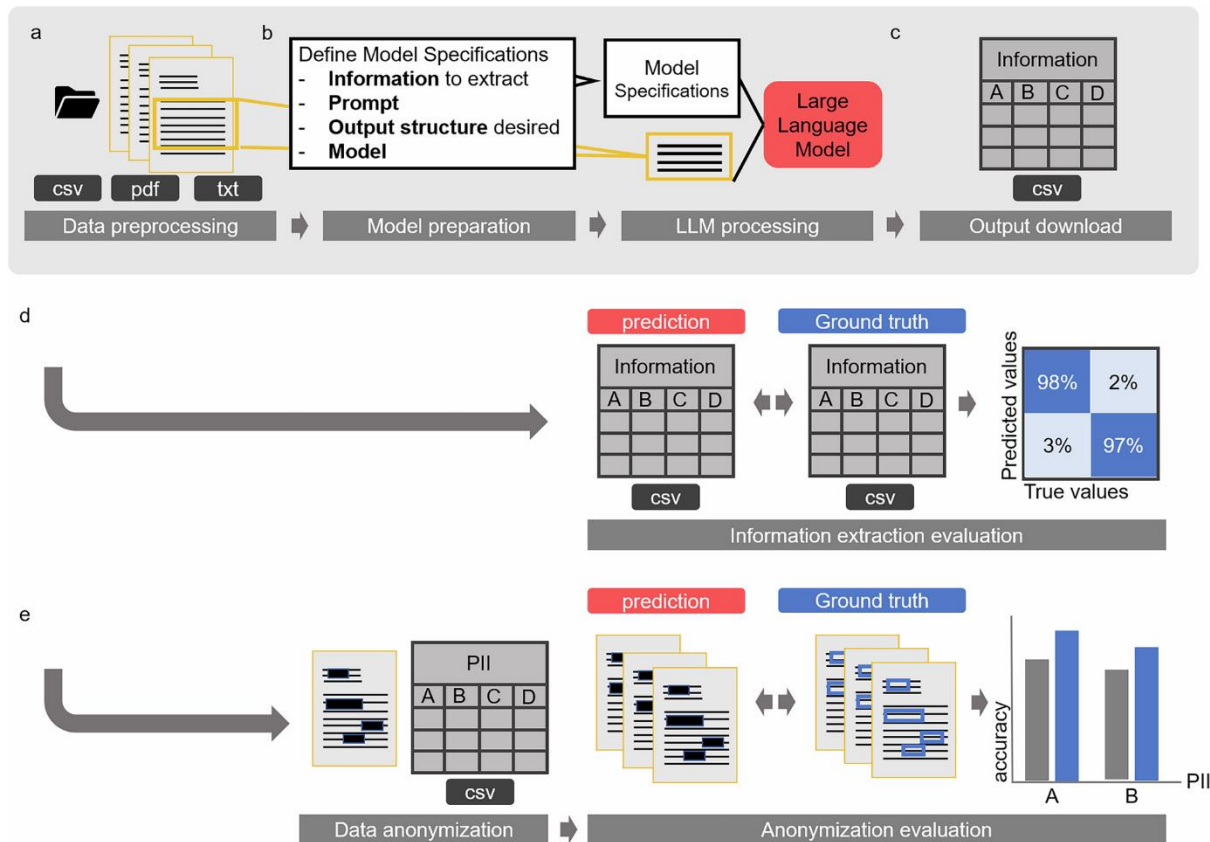 a
b
c
Define Model Specifications
- Information to extract
- Prompt
- Output structure desired
- Model
Model
Specifications
Large
Language
Model
Information
A B C D
csv
csv pdf txt
Data preprocessing
Model preparation
LLM processing
Output download
d
prediction
Ground truth
Information
A B C D
csv
Information
A B C D
csv
Predicted values
98% 2%
3% 97%
True values
Information extraction evaluation
e
PII
A B C D
csv
prediction
Ground truth
accuracy
A B
PII
Data anonymization
Anonymization evaluation